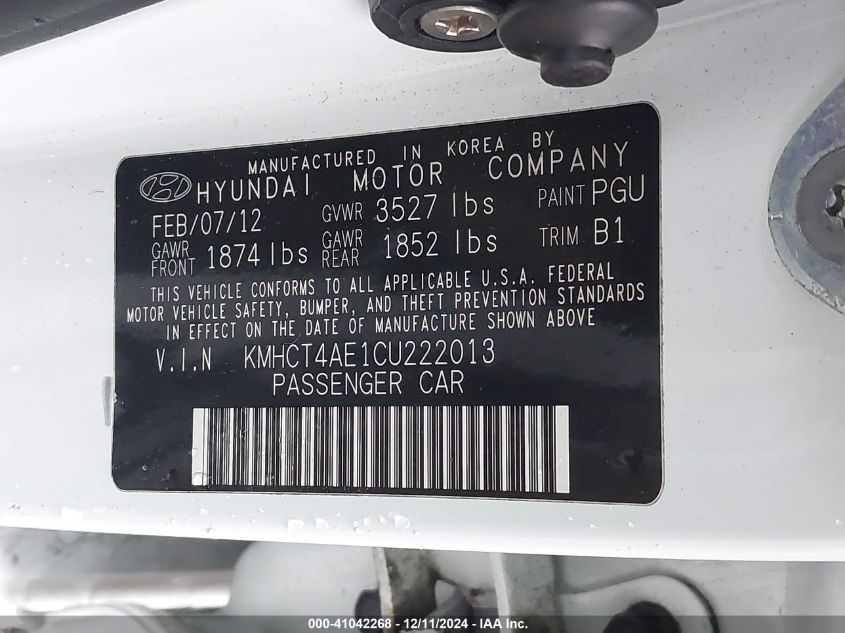 MANUFACTURED IN KOREA BY
HYUNDAI MOTOR COMPANY
FEB/07/12 GVWR 3527 lbs PAINT PGU
GAWR FRONT 1874 lbs GAWR REAR 1852 lbs TRIM B1
THIS VEHICLE CONFORMS TO ALL APPLICABLE U.S.A. FEDERAL
MOTOR VEHICLE SAFETY, BUMPER, AND THEFT PREVENTION STANDARDS
IN EFFECT ON THE DATE OF MANUFACTURE SHOWN ABOVE
V.I.N KMHCT4AE1CU222013
PASSENGER CAR
000-41042268 - 12/11/2024 - IAA Inc.